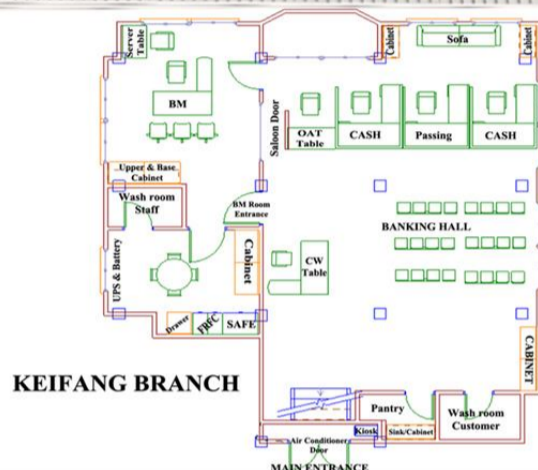 Server
Table
Cabinet
Sofa
Cabinet
BM
Saloon Door
OAT
Table
CASH
Passing
CASH
Upper & Base
Cabinet
Wash room
Staff
BM Room
Entrance
BANKING HALL
UPS & Battery
Cabinet
CW
Table
Drawer
FRFC
SAFE
CABINET
KEIFANG BRANCH
Pantry
Wash room
Customer
Kiosk
Sink/Cabinet
Air Conditioner
Door
MAIN ENTRANCE